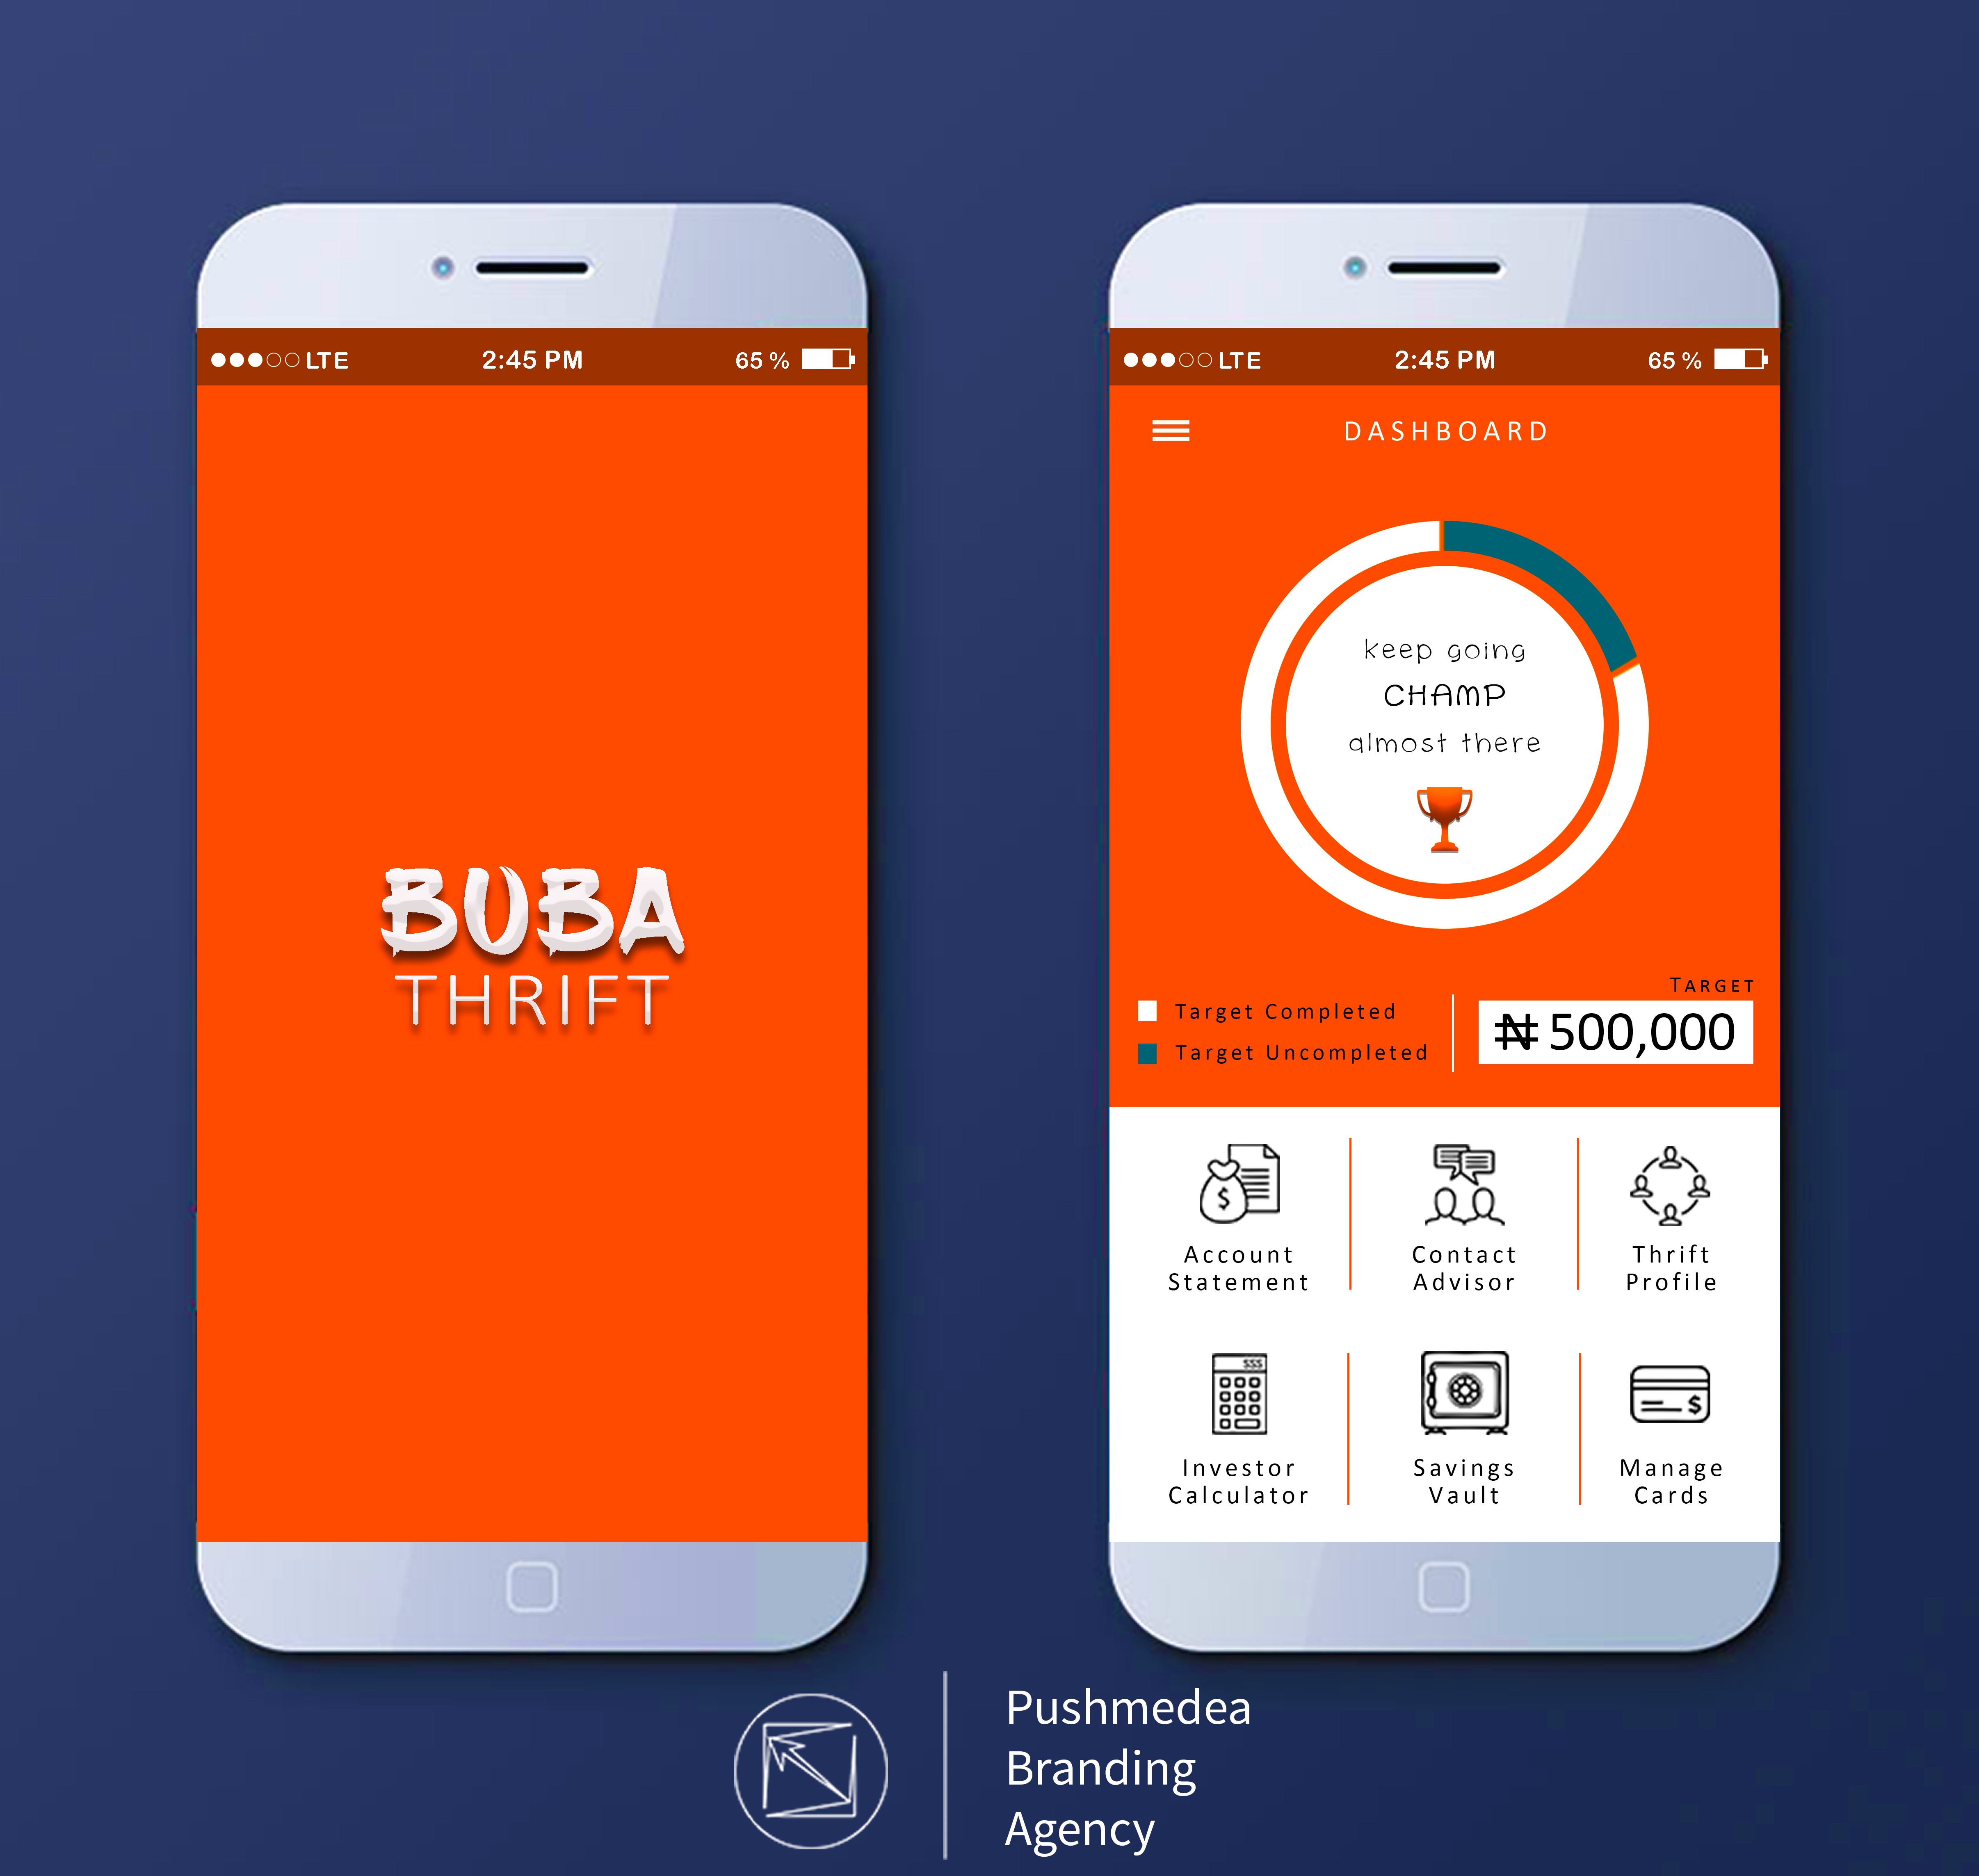 LTE 2:45 PM 65 %
BUBA
THRIFT
LTE 2:45 PM 65 %
DASHBOARD
keep going
CHAMP
almost there
TARGET
Target Completed
Target Uncompleted
₦ 500,000
$
Account
Statement
Contact
Advisor
Thrift
Profile
$$$
Investor
Calculator
Savings
Vault
$
Manage
Cards
Pushmedea
Branding
Agency